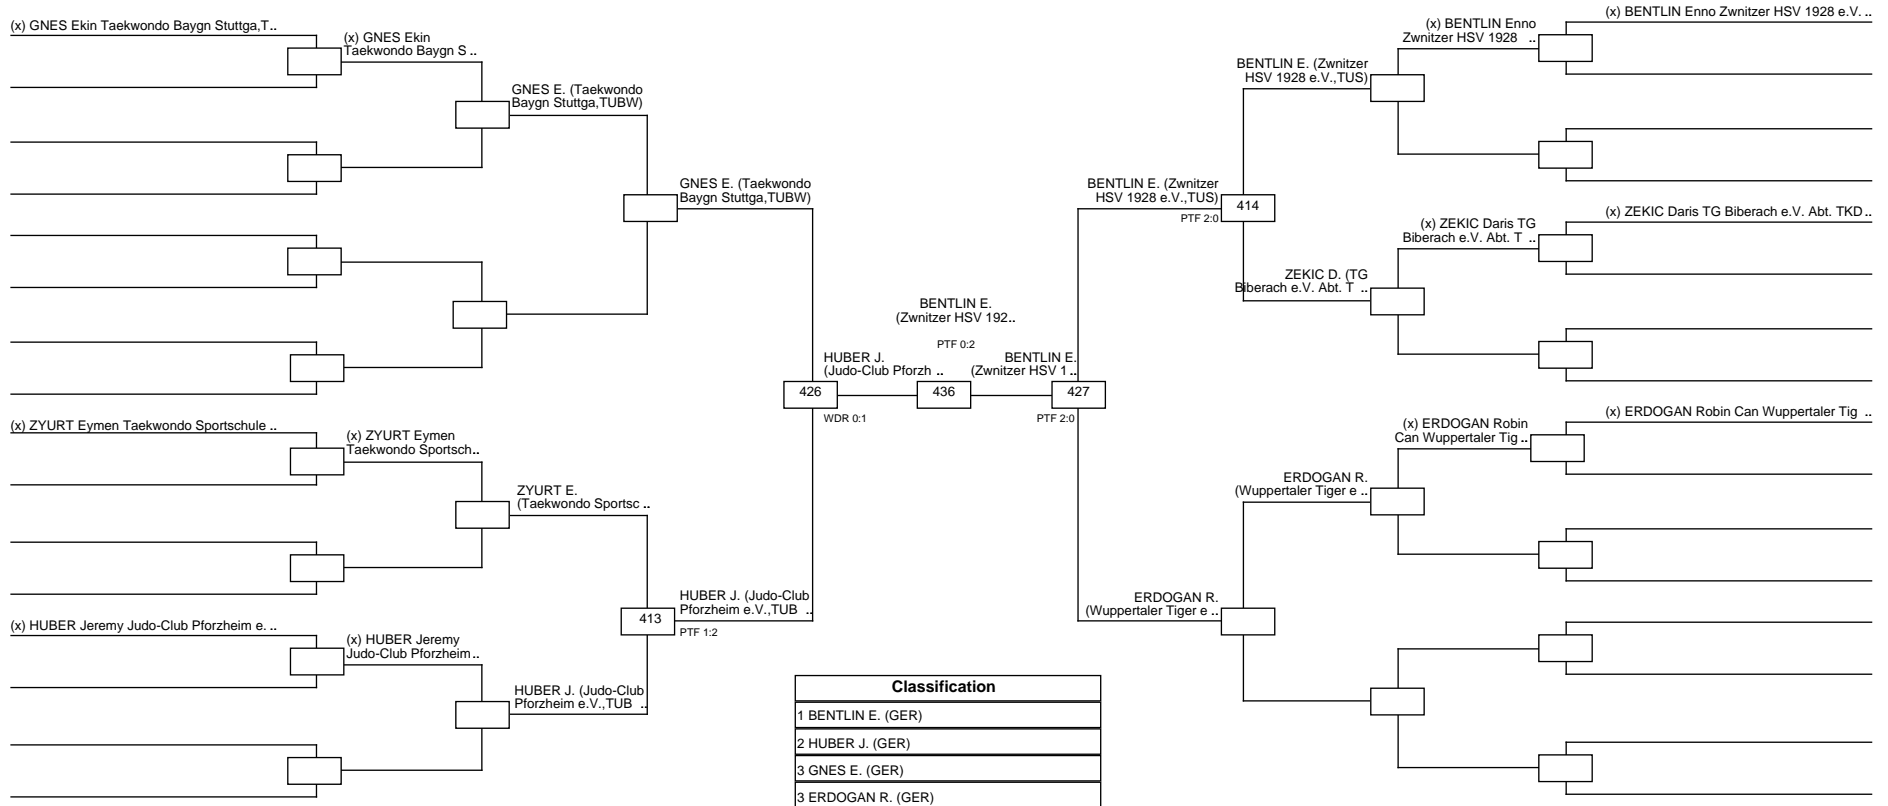 (x) GNES Ekin Taekwondo Baygn Stuttga,T..
(x) GNES Ekin
Taekwondo Baygn S ..
GNES E. (Taekwondo
Baygn Stuttga,TUBW)
GNES E. (Taekwondo
Baygn Stuttga,TUBW)
(x) ZYURT Eymen Taekwondo Sportschule ..
(x) ZYURT Eymen
Taekwondo Sportsch..
ZYURT E.
(Taekwondo Sportsc ..
(x) HUBER Jeremy Judo-Club Pforzheim e. ..
(x) HUBER Jeremy
Judo-Club Pforzheim ..
HUBER J. (Judo-Club
Pforzheim e.V.,TUB ..
413
HUBER J. (Judo-Club
Pforzheim e.V.,TUB ..
PTF 1:2
426
WDR 0:1
HUBER J.
(Judo-Club Pforzh ..
BENTLIN E.
(Zwnitzer HSV 192..
PTF 0:2
436
BENTLIN E.
(Zwnitzer HSV 1 ..
427
PTF 2:0
BENTLIN E. (Zwnitzer
HSV 1928 e.V.,TUS)
PTF 2:0
414
BENTLIN E. (Zwnitzer
HSV 1928 e.V.,TUS)
(x) BENTLIN Enno
Zwnitzer HSV 1928 ..
(x) BENTLIN Enno Zwnitzer HSV 1928 e.V. ..
ZEKIC D. (TG
Biberach e.V. Abt. T ..
(x) ZEKIC Daris TG
Biberach e.V. Abt. T ..
(x) ZEKIC Daris TG Biberach e.V. Abt. TKD ..
ERDOGAN R.
(Wuppertaler Tiger e ..
ERDOGAN R.
(Wuppertaler Tiger e ..
(x) ERDOGAN Robin
Can Wuppertaler Tig ..
(x) ERDOGAN Robin Can Wuppertaler Tig ..
Classification
1 BENTLIN E. (GER)
2 HUBER J. (GER)
3 GNES E. (GER)
3 ERDOGAN R. (GER)